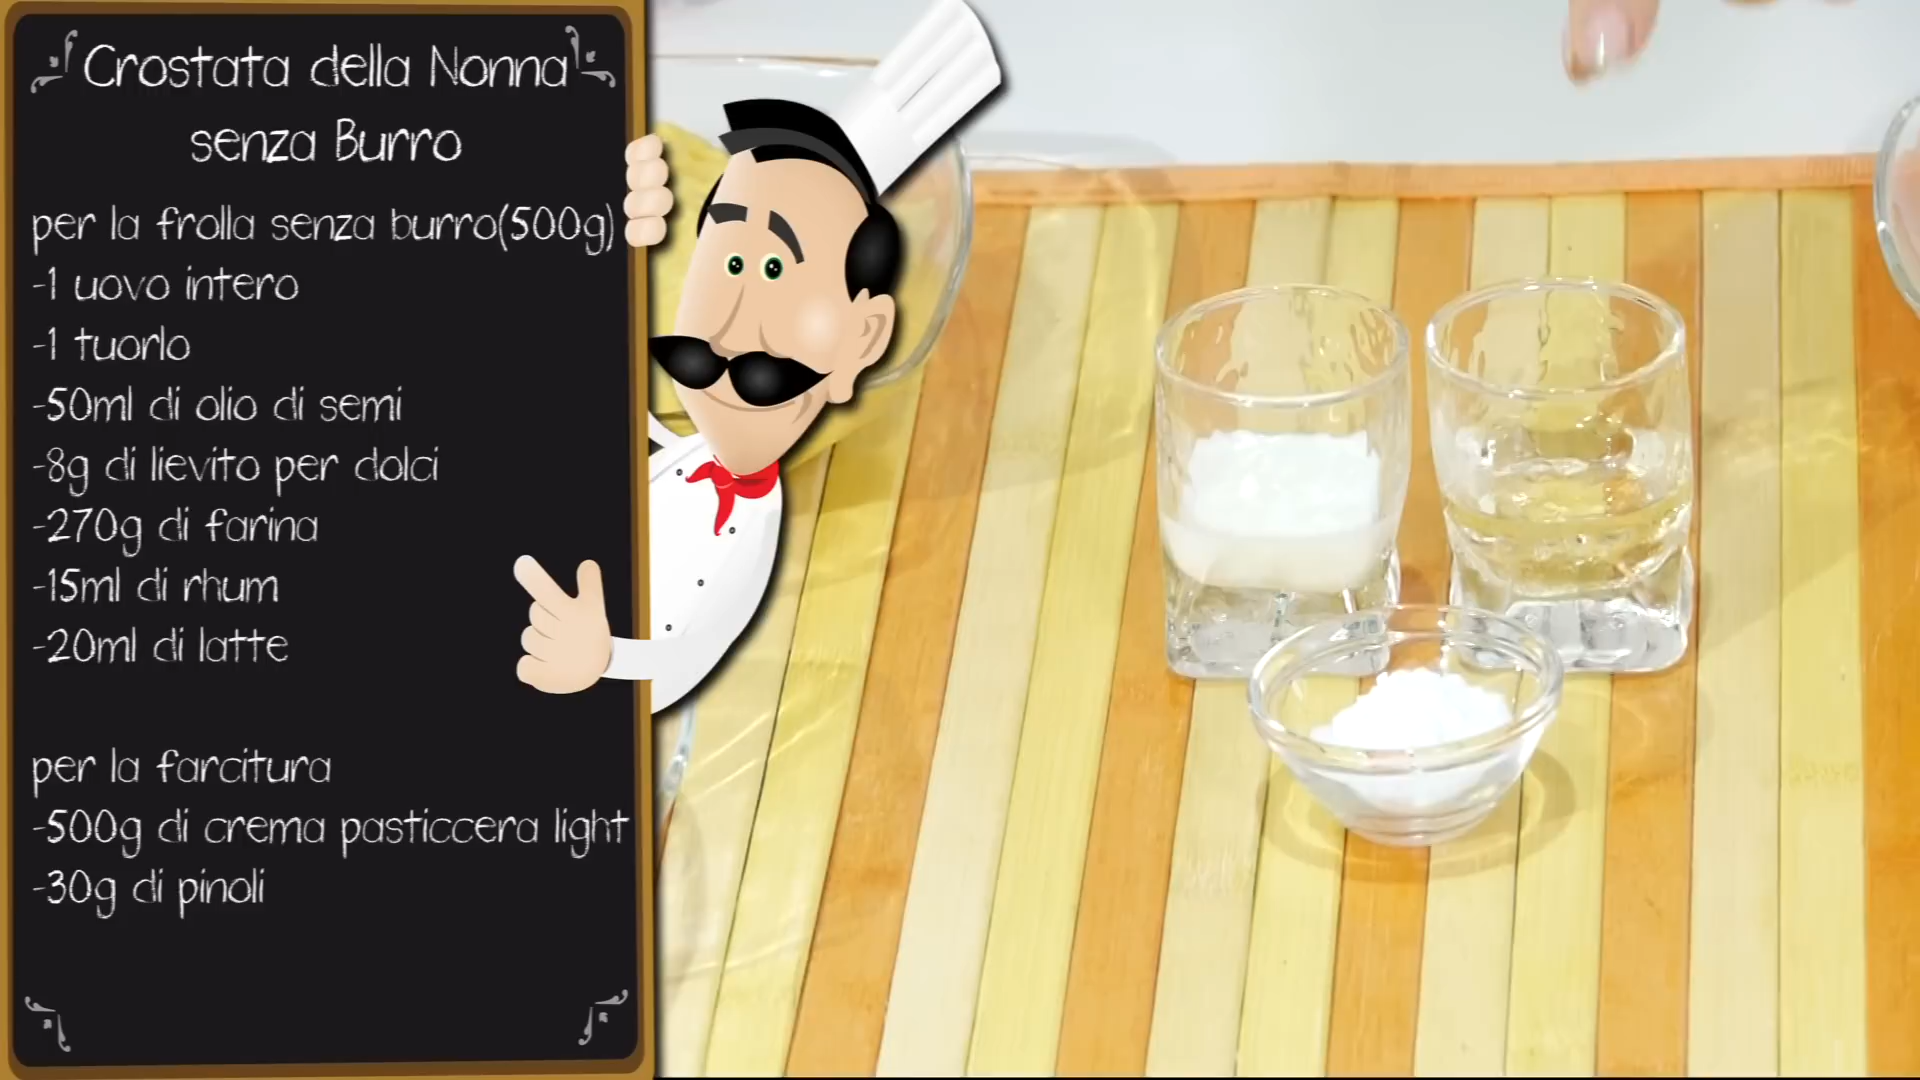 Crostata della Nonna
senza Burro
per la frolla senza burro(500g)
-1 uovo intero
-1 tuorlo
-50ml di olio di semi
-8g di lievito per dolci
-270g di farina
-15ml di rhum
-20ml di latte
per la farcitura
-500g di crema pasticcera light
-30g di pinoli